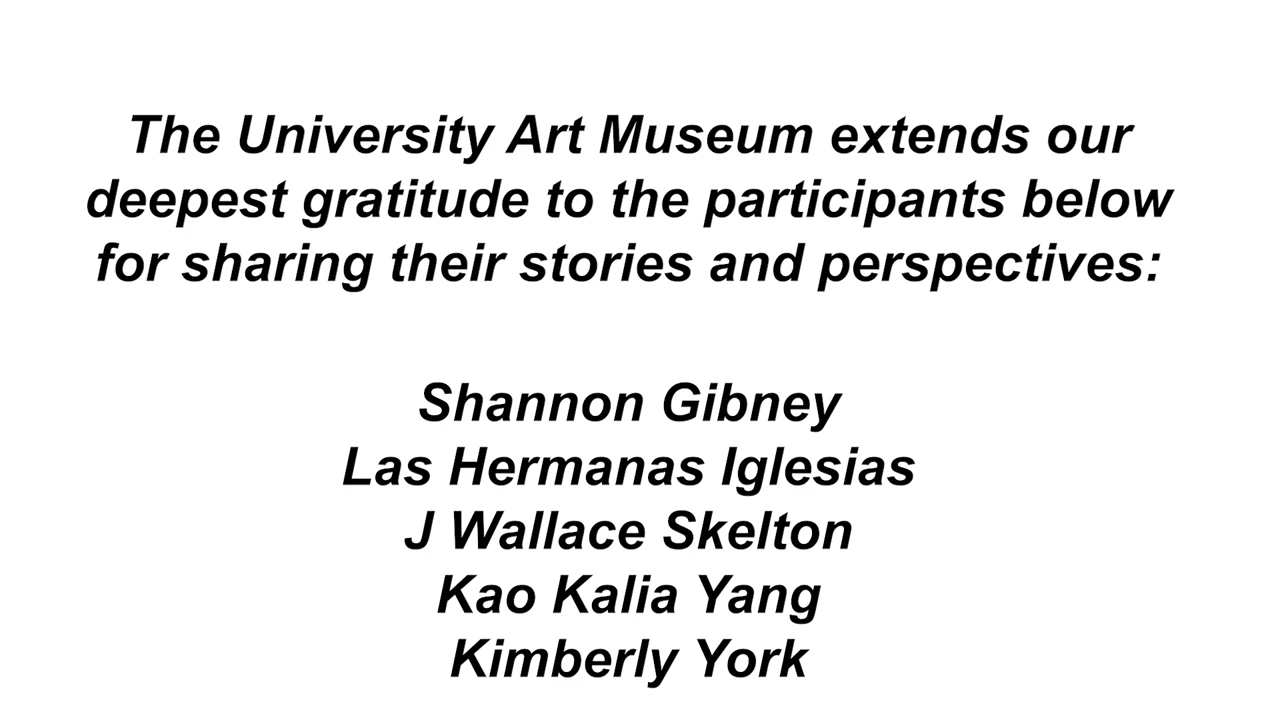 The University Art Museum extends our
deepest gratitude to the participants below
for sharing their stories and perspectives:
Shannon Gibney
Las Hermanas Iglesias
J Wallace Skelton
Kao Kalia Yang
Kimberly York